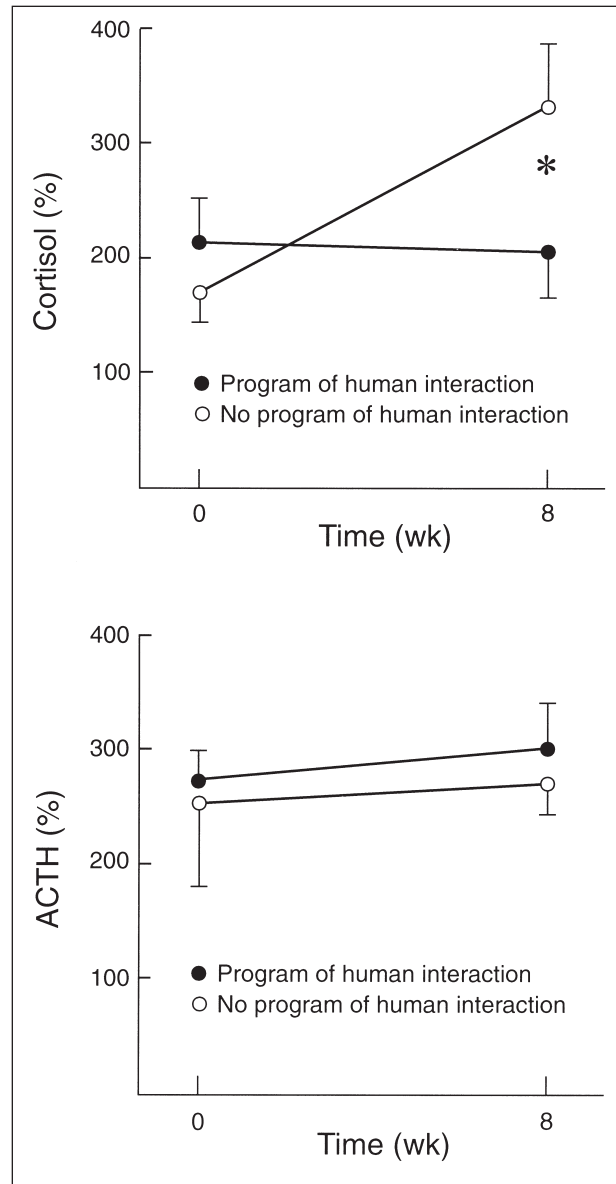 400
300
200
100
Cortisol (%)
*
● Program of human interaction
○ No program of human interaction
0
8
Time (wk)
400
300
200
100
ACTH (%)
● Program of human interaction
○ No program of human interaction
0
8
Time (wk)